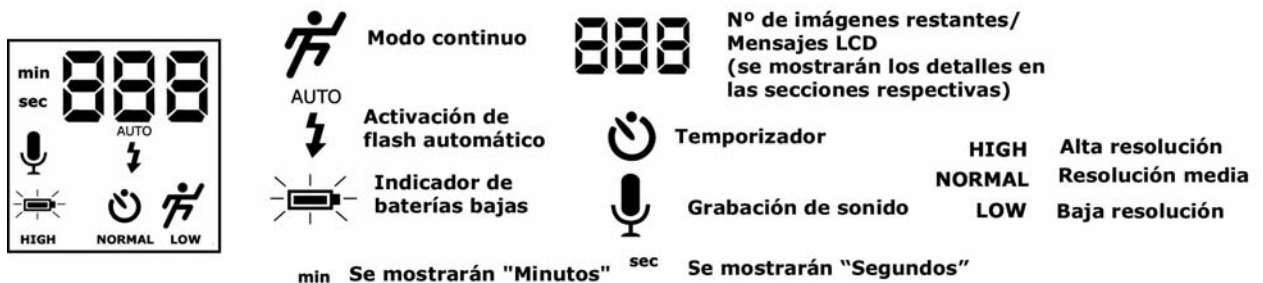 min
888
sec
AUTO
HIGH NORMAL LOW
Modo continuo
AUTO
Activación de
flash automático
Indicador de
baterías bajas
min Se mostrarán "Minutos"
888
Nº de imágenes restantes/
Mensajes LCD
(se mostrarán los detalles en
las secciones respectivas)
Temporizador
Grabación de sonido
sec Se mostrarán “Segundos”
HIGH Alta resolución
NORMAL Resolución media
LOW Baja resolución